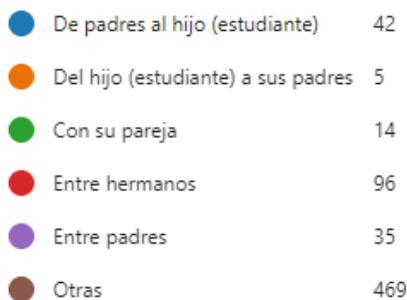 De padres al hijo (estudiante) 42
Del hijo (estudiante) a sus padres 5
Con su pareja 14
Entre hermanos 96
Entre padres 35
Otras 469